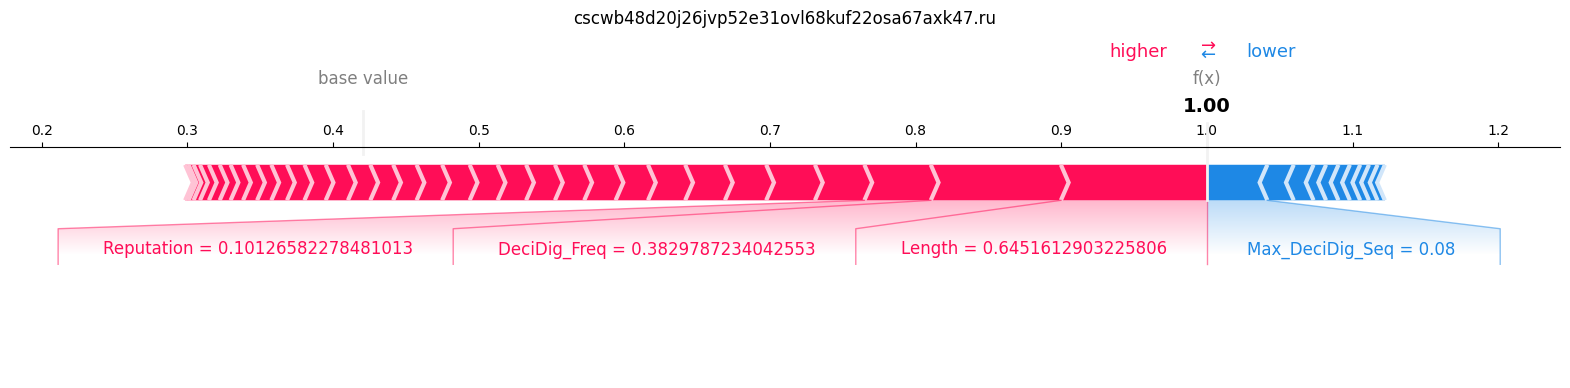 cscwb48d20j26jvp52e31ovl68kuf22osa67axk47.ru
higher ⇄ lower
base value f(x)
1.00
0.2 0.3 0.4 0.5 0.6 0.7 0.8 0.9 1.0 1.1 1.2
Reputation = 0.10126582278481013 DeciDig_Freq = 0.3829787234042553 Length = 0.6451612903225806 Max_DeciDig_Seq = 0.08